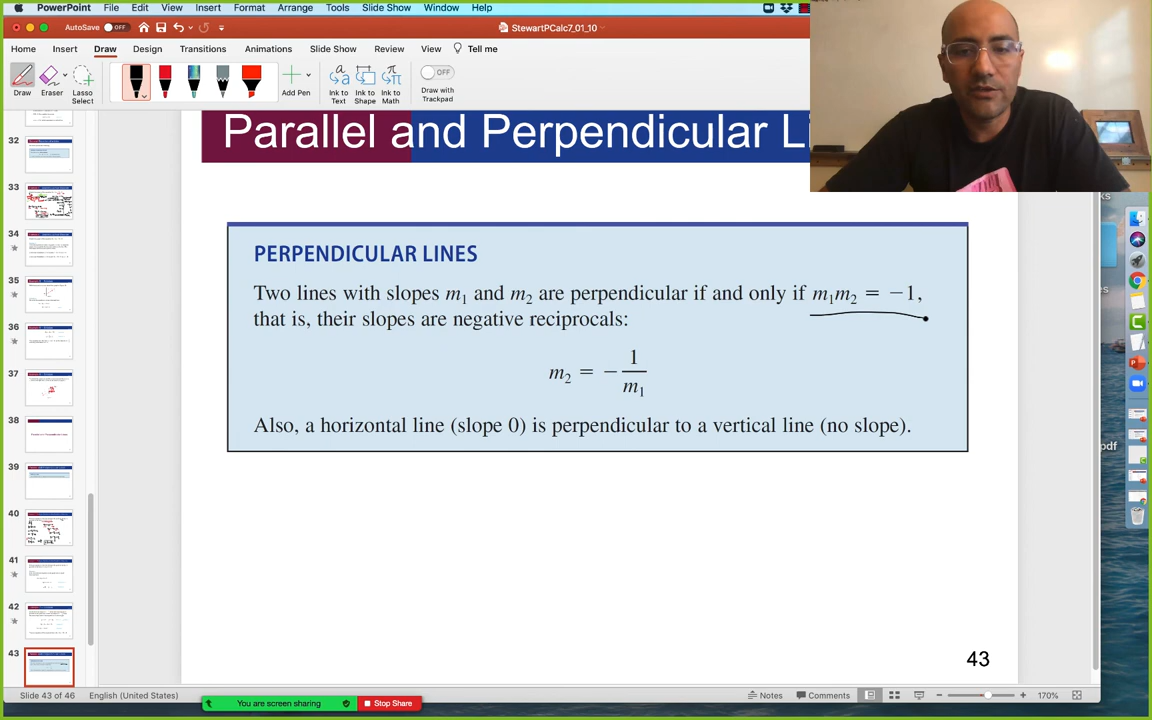 PowerPoint File Edit View Insert Format Arrange Tools Slide Show Window Help
AutoSave OFF StewartPCalc7_01_10
Home Insert Draw Design Transitions Animations Slide Show Review View Tell me
Draw Eraser Lasso Select Add Pen Ink to Text Ink to Shape Ink to Math OFF Draw with Trackpad
Parallel and Perpendicular Li
32
33
34
35
36
37
38
39
40
41
42
43
PERPENDICULAR LINES
Two lines with slopes m₁ and m₂ are perpendicular if and only if m₁m₂ = −1,
that is, their slopes are negative reciprocals:
m₂ = −1/m₁
Also, a horizontal line (slope 0) is perpendicular to a vertical line (no slope).
43
pdf
Slide 43 of 46 English (United States) Notes Comments 170%
You are screen sharing Stop Share